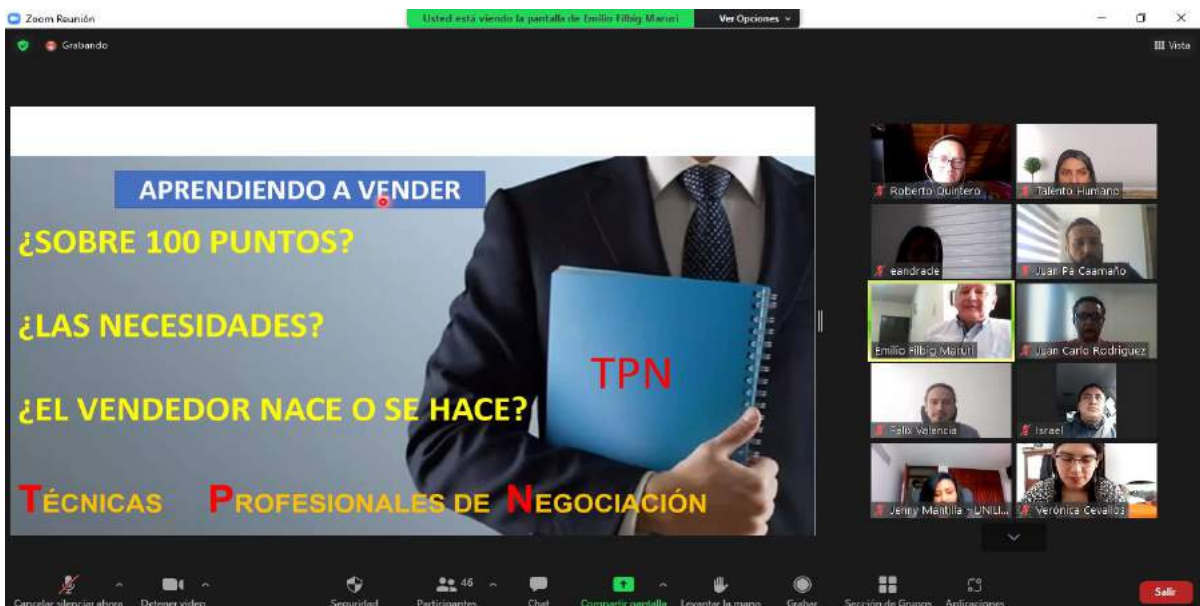 Zoom Reunión
Usted está viendo la pantalla de Emilio Filbig Maruri
Ver Opciones
Grabando
Vista
APRENDIENDO A VENDER
¿SOBRE 100 PUNTOS?
¿LAS NECESIDADES?
¿EL VENDEDOR NACE O SE HACE?
TPN
TÉCNICAS PROFESIONALES DE NEGOCIACIÓN
Roberto Quintero
Talento Humano
eandrade
Juan Pa Caamaño
Emilio Filbig Maruri
Juan Carlo Rodriguez
Felix Valencia
Israel
Jenny Mantilla - UNILI...
Verónica Cevallos
Cancelar silenciar ahora
Detener video
Seguridad
46
Participantes
Chat
Compartir pantalla
Levantar la mano
Grabar
Sección de Grupos
Aplicaciones
Salir